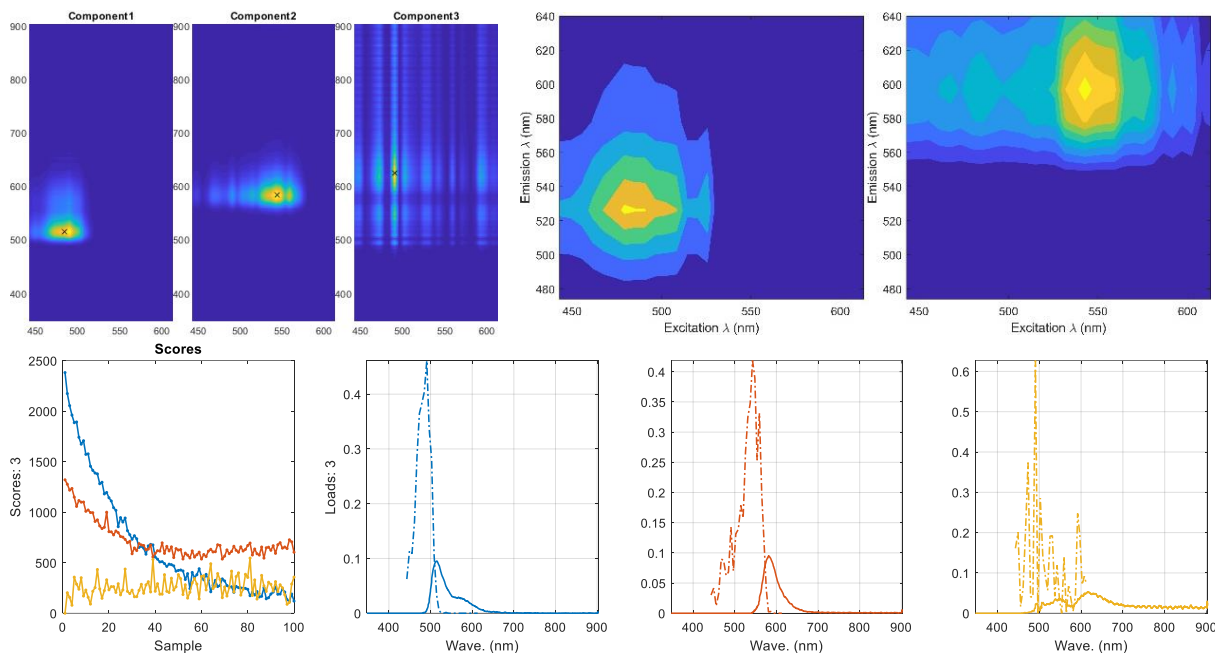 Component1
Component2
Component3
900
800
700
600
500
400
450 500 550 600
900
800
700
600
500
400
450 500 550 600
900
800
700
600
500
400
450 500 550 600
640
620
600
580
560
540
520
500
480
450 500 550 600
Emission λ (nm)
Excitation λ (nm)
640
620
600
580
560
540
520
500
480
450 500 550 600
Emission λ (nm)
Excitation λ (nm)
Scores
2500
2000
1500
1000
500
0
0 20 40 60 80 100
Scores: 3
Sample
0.4
0.3
0.2
0.1
0
400 500 600 700 800 900
Loads: 3
Wave. (nm)
0.4
0.35
0.3
0.25
0.2
0.15
0.1
0.05
0
400 500 600 700 800 900
Wave. (nm)
0.6
0.5
0.4
0.3
0.2
0.1
0
400 500 600 700 800 900
Wave. (nm)